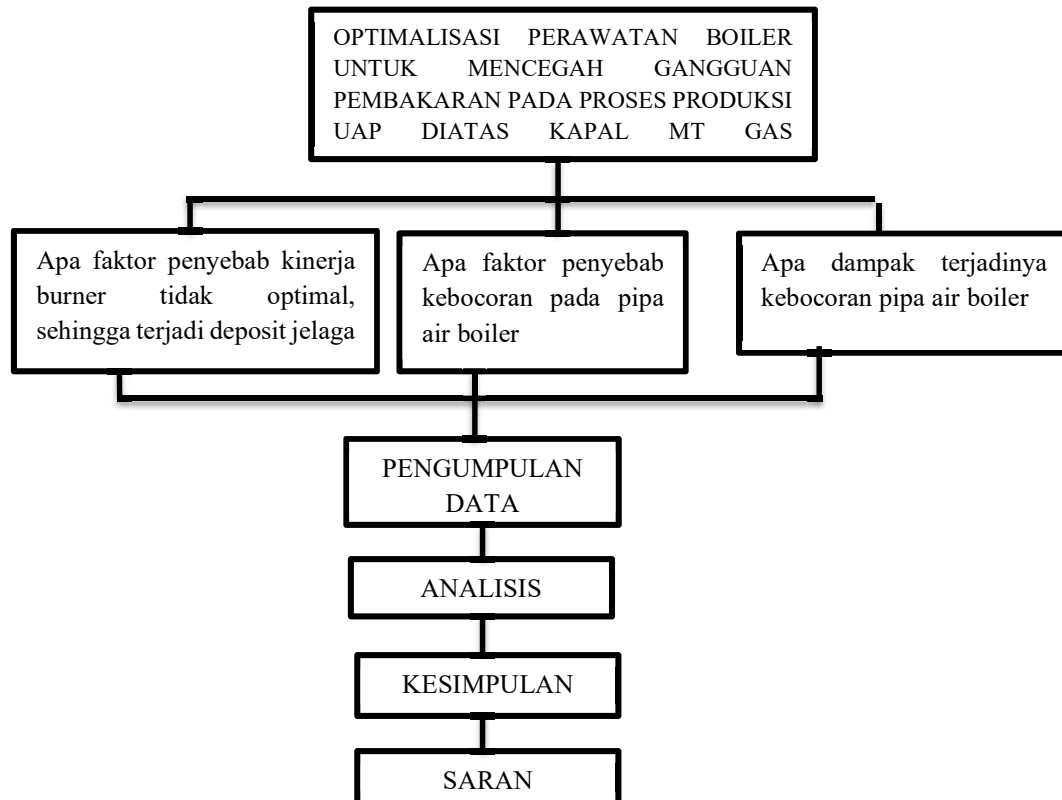 OPTIMALISASI PERAWATAN BOILER
UNTUK MENCEGAH GANGGUAN
PEMBAKARAN PADA PROSES PRODUKSI
UAP DIATAS KAPAL MT GAS
Apa faktor penyebab kinerja
burner tidak optimal,
sehingga terjadi deposit jelaga
Apa faktor penyebab
kebocoran pada pipa
air boiler
Apa dampak terjadinya
kebocoran pipa air boiler
PENGUMPULAN
DATA
ANALISIS
KESIMPULAN
SARAN